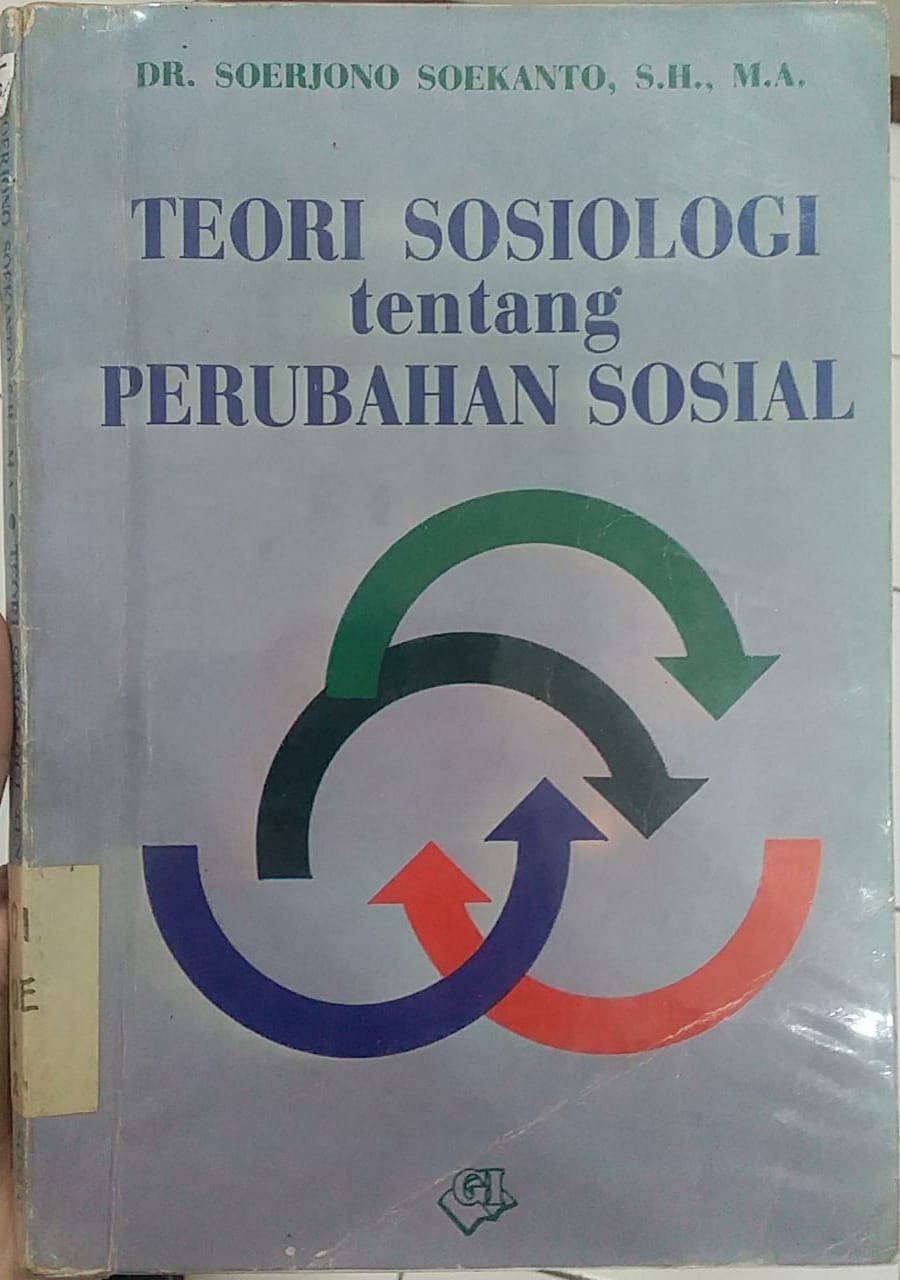 DR. SOERJONO SOEKANTO, S.H., M.A.
TEORI SOSIOLOGI
tentang
PERUBAHAN SOSIAL
GI
E